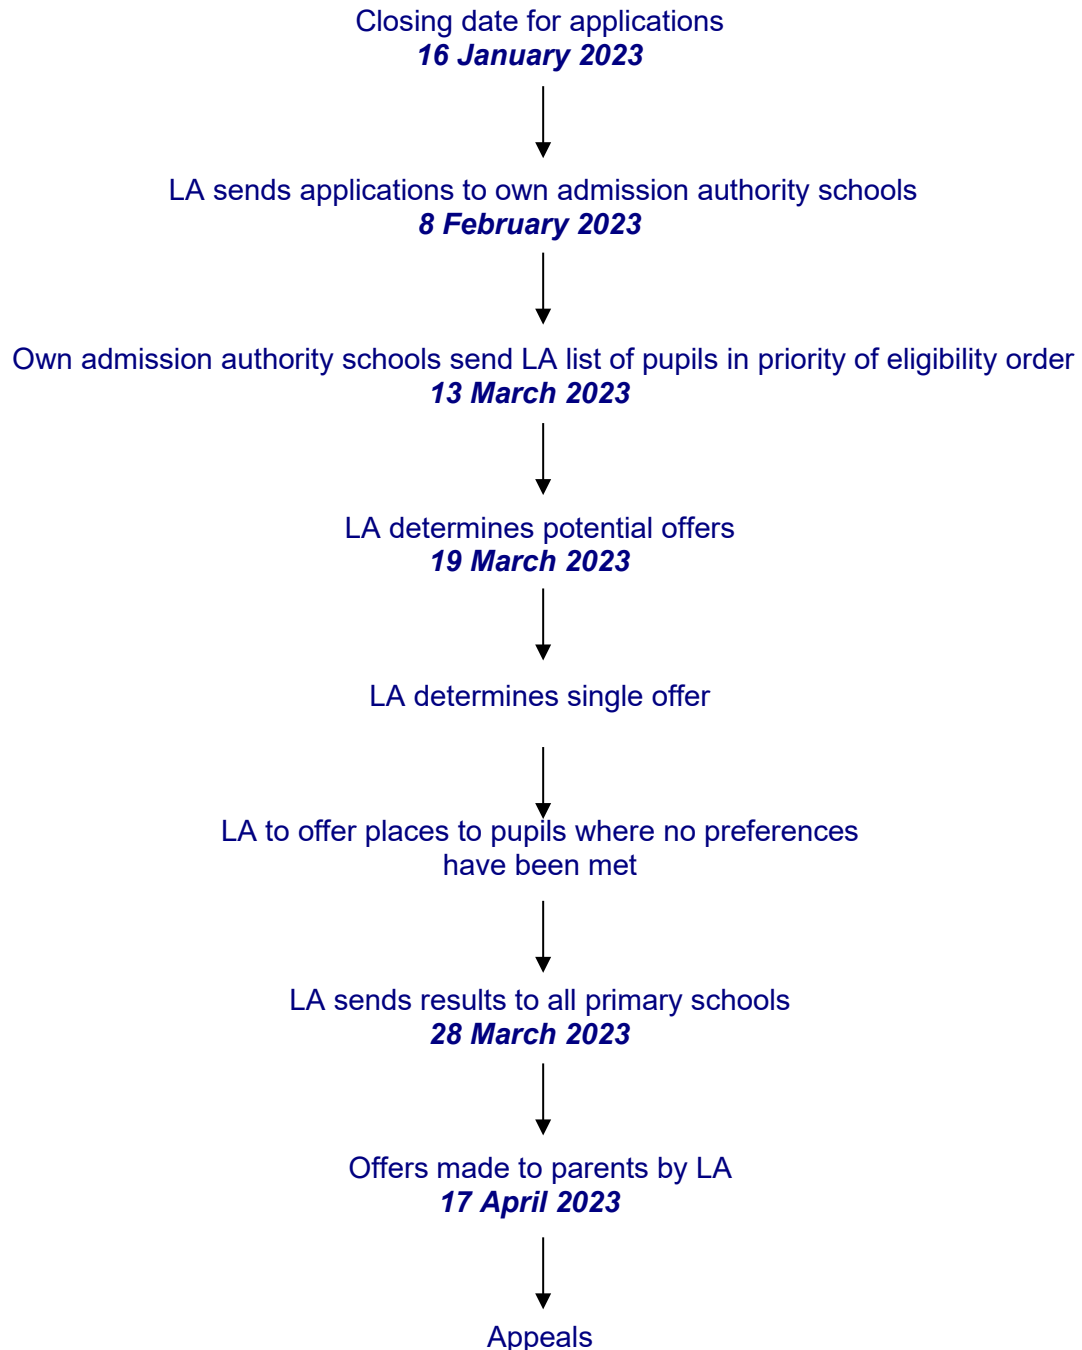 Closing date for applications
16 January 2023
LA sends applications to own admission authority schools
8 February 2023
Own admission authority schools send LA list of pupils in priority of eligibility order
13 March 2023
LA determines potential offers
19 March 2023
LA determines single offer
LA to offer places to pupils where no preferences
have been met
LA sends results to all primary schools
28 March 2023
Offers made to parents by LA
17 April 2023
Appeals